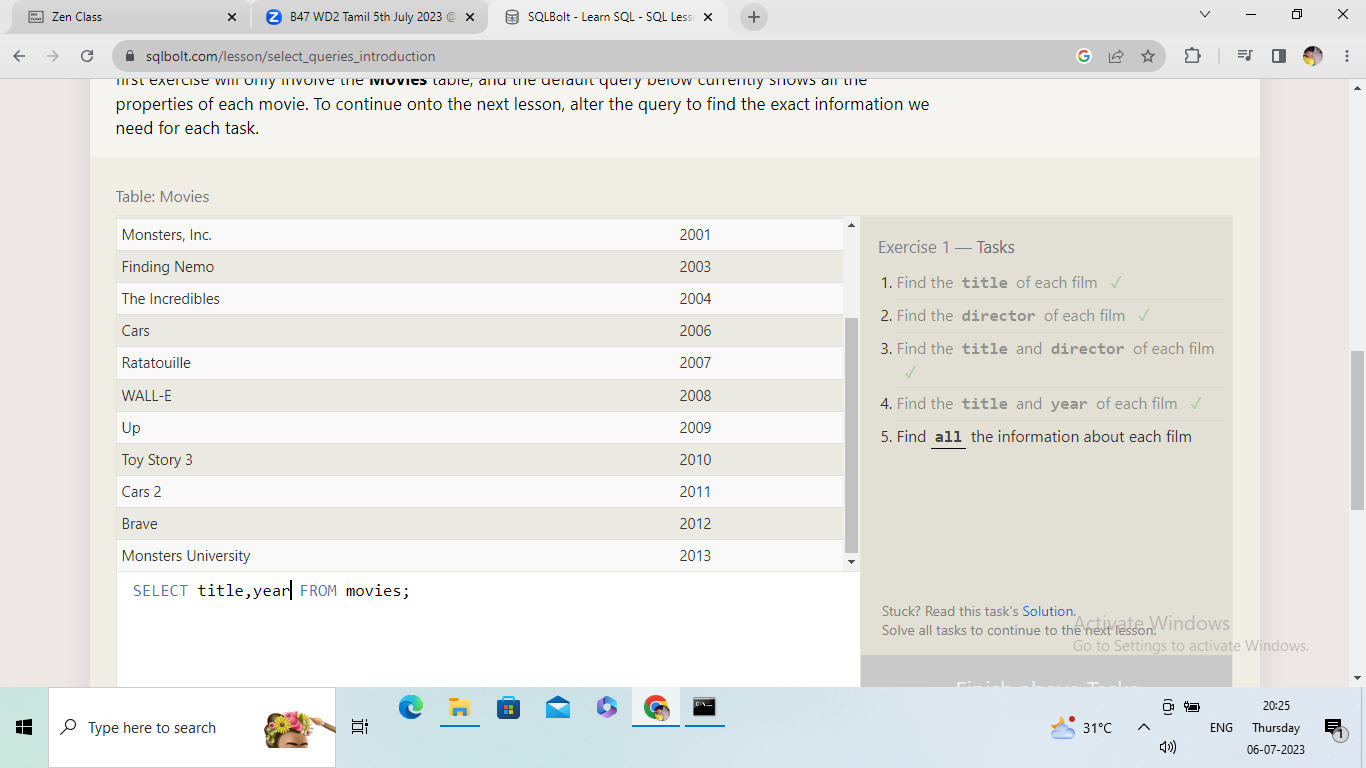 Zen Class
B47 WD2 Tamil 5th July 2023
SQLBolt - Learn SQL - SQL Less
sqlbolt.com/lesson/select_queries_introduction
first exercise will only involve the Movies table, and the default query below currently shows all the
properties of each movie. To continue onto the next lesson, alter the query to find the exact information we
need for each task.
Table: Movies
Monsters, Inc. 2001
Finding Nemo 2003
The Incredibles 2004
Cars 2006
Ratatouille 2007
WALL-E 2008
Up 2009
Toy Story 3 2010
Cars 2 2011
Brave 2012
Monsters University 2013
SELECT title,year FROM movies;
Exercise 1 — Tasks
1. Find the title of each film ✓
2. Find the director of each film ✓
3. Find the title and director of each film
✓
4. Find the title and year of each film ✓
5. Find all the information about each film
Stuck? Read this task's Solution.
Solve all tasks to continue to the next lesson.
Finish above Tasks
Activate Windows
Go to Settings to activate Windows.
Type here to search
31°C
ENG
20:25
Thursday
06-07-2023
1